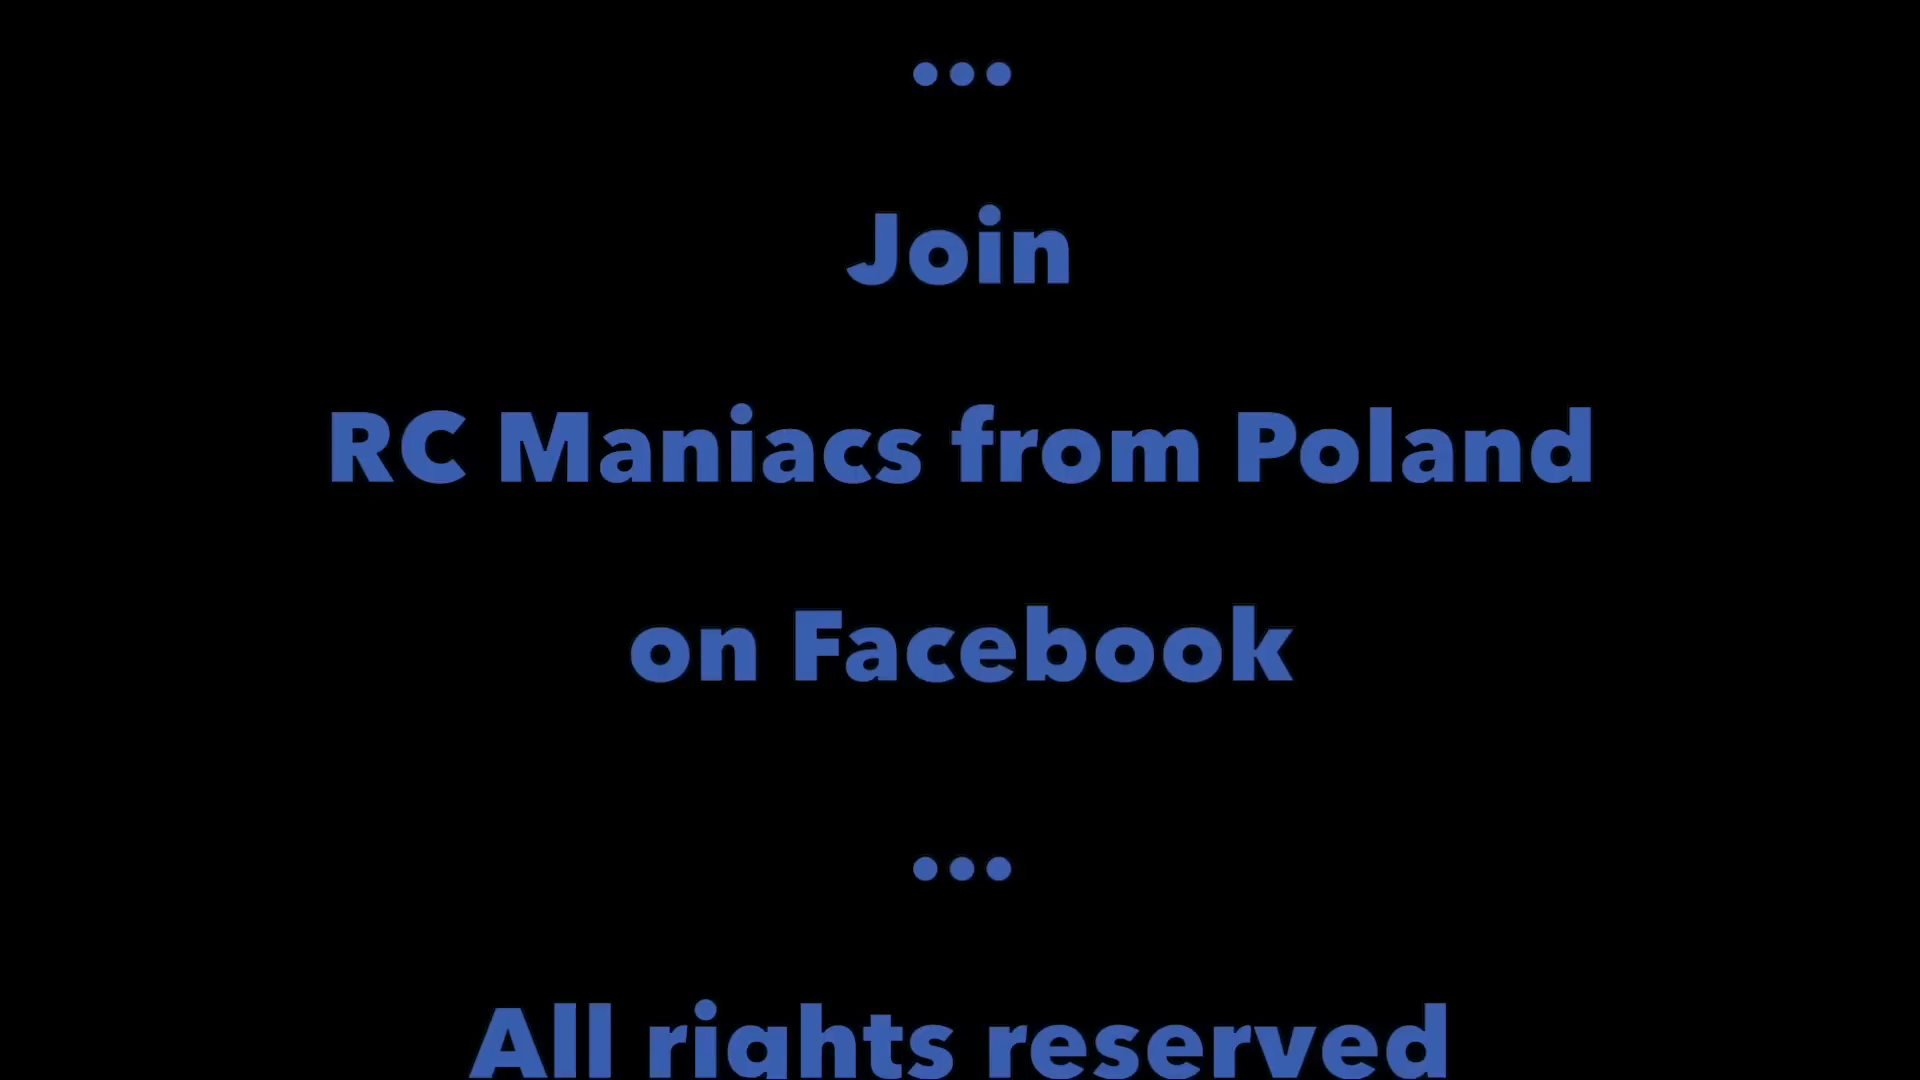 ...
Join
RC Maniacs from Poland
on Facebook
...
All rights reserved